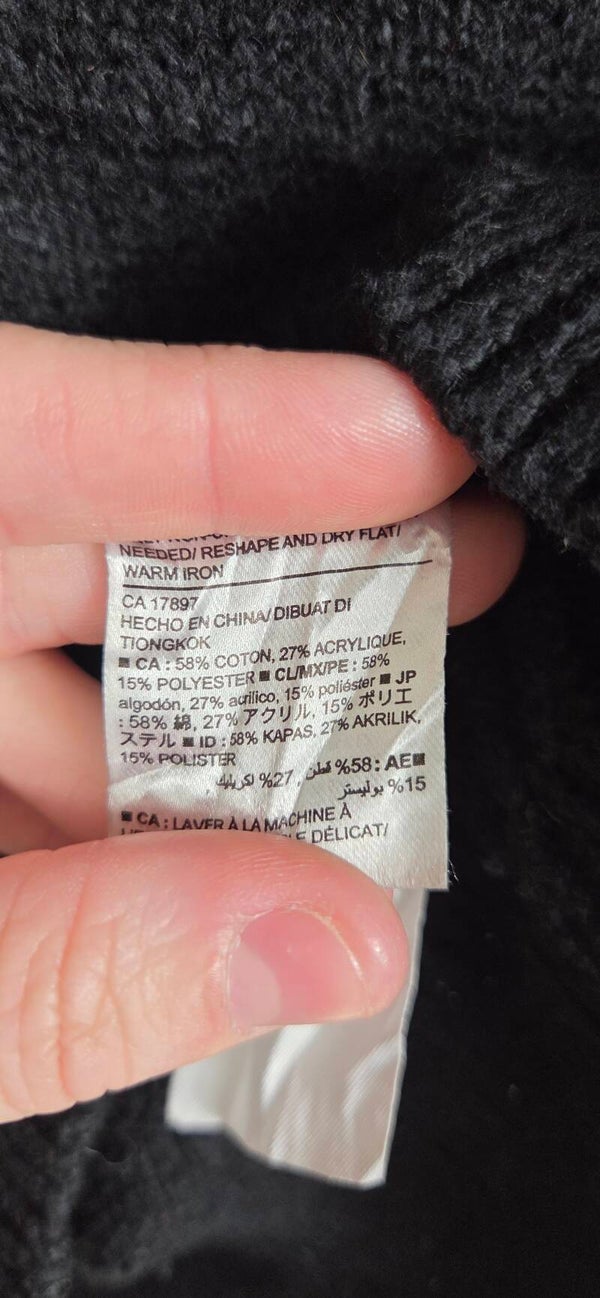 NEEDED/ RESHAPE AND DRY FLAT/
WARM IRON
CA 17897
HECHO EN CHINA/ DIBUAT DI
TIONGKOK
■ CA : 58% COTON, 27% ACRYLIQUE,
15% POLYESTER ■ CL/MX/PE : 58%
algodón, 27% acrílico, 15% poliéster ■ JP
: 58% 綿, 27% アクリル, 15% ポリエ
ステル ■ ID : 58% KAPAS, 27% AKRILIK,
15% POLISTER
■AE :58% قطن, 27% اكريليك,
15% بوليستر
■ CA : LAVER À LA MACHINE À
DÉLICAT/